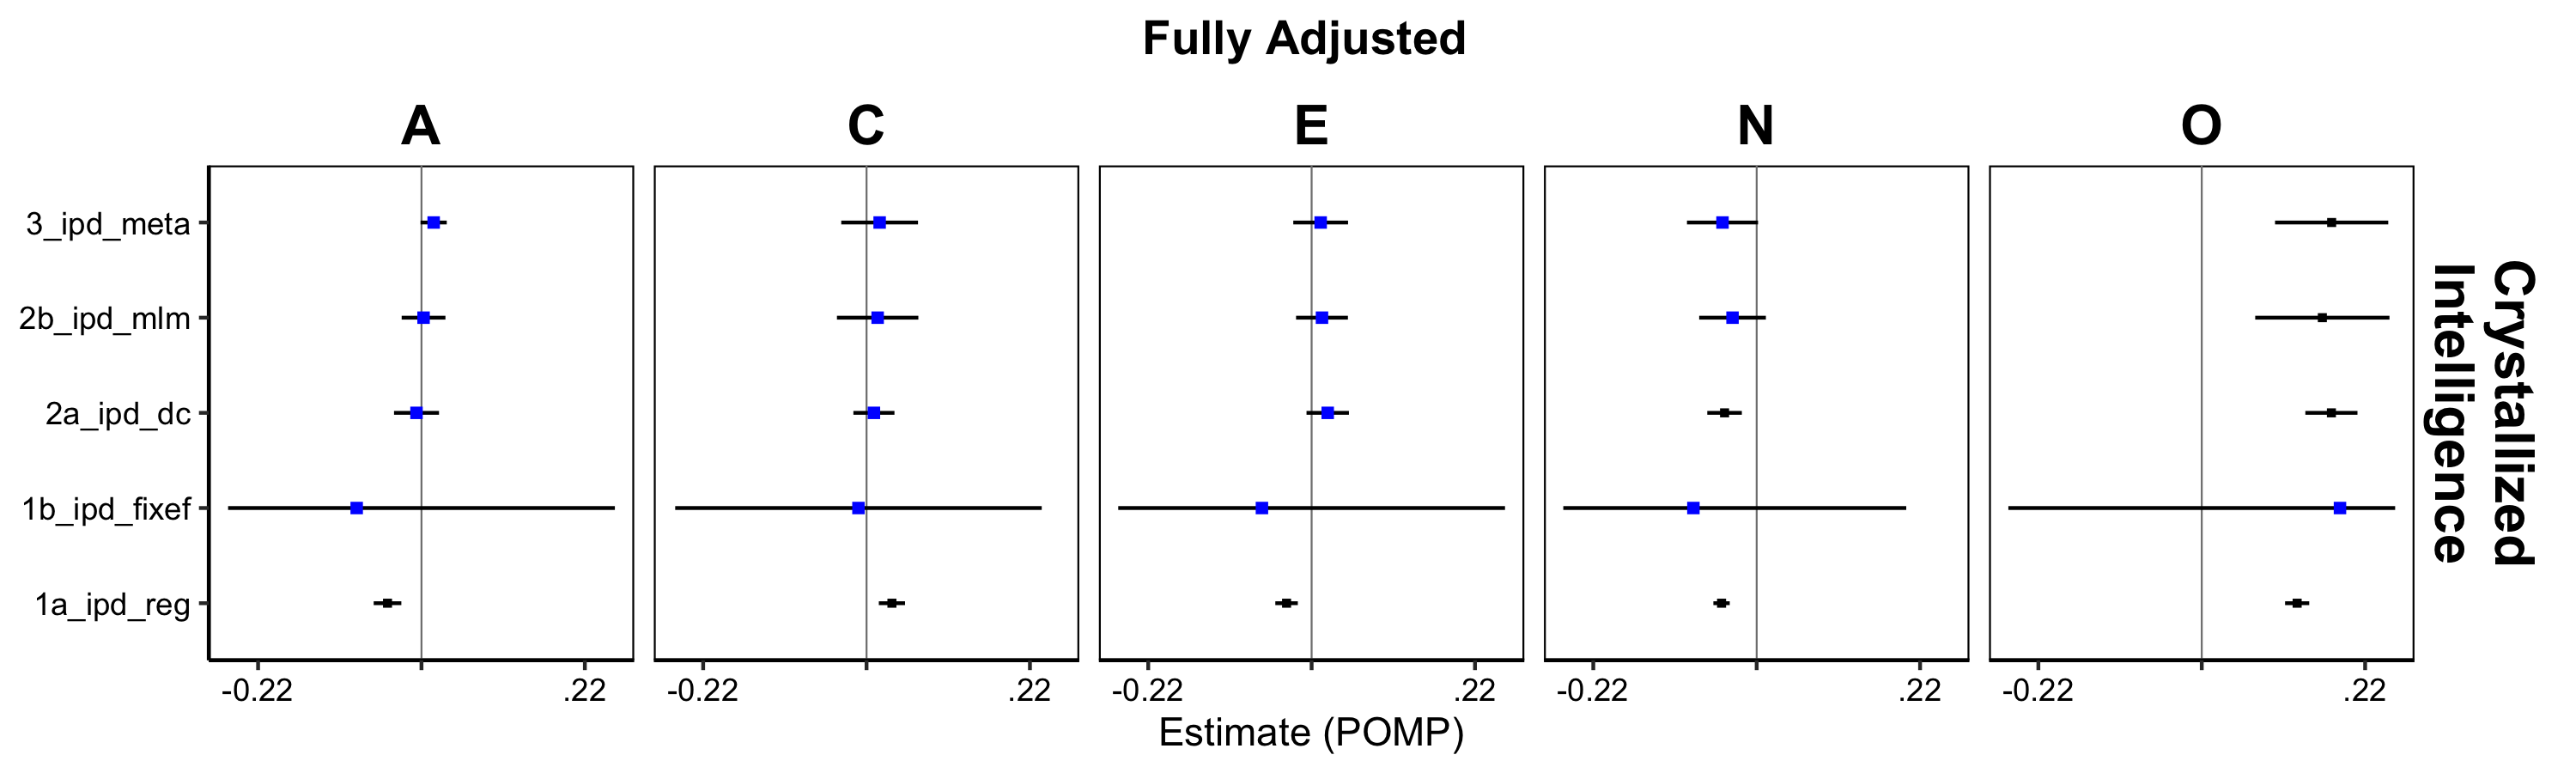 Fully Adjusted
A C E N O
3_ipd_meta
2b_ipd_mlm
2a_ipd_dc
1b_ipd_fixef
1a_ipd_reg
-0.22 .22 -0.22 .22 -0.22 .22 -0.22 .22 -0.22 .22
Estimate (POMP)
Crystallized
Intelligence